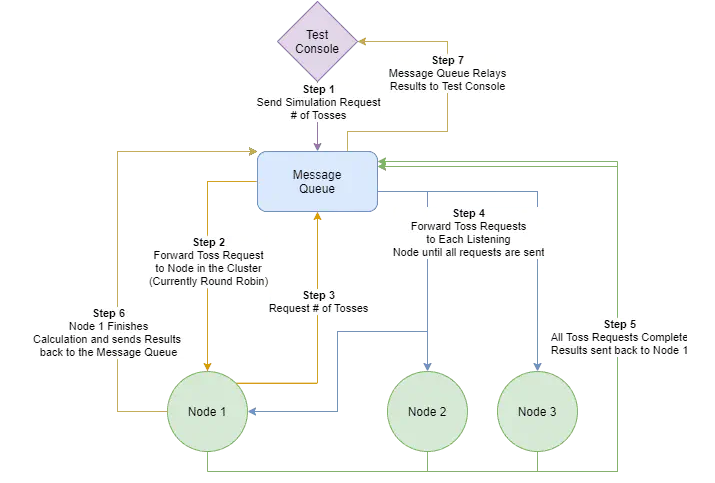 Test
Console
Step 7
Message Queue Relays
Results to Test Console
Step 1
Send Simulation Request
# of Tosses
Message
Queue
Step 2
Forward Toss Request
to Node in the Cluster
(Currently Round Robin)
Step 4
Forward Toss Requests
to Each Listening
Node until all requests are sent
Step 3
Request # of Tosses
Step 6
Node 1 Finishes
Calculation and sends Results
back to the Message Queue
Step 5
All Toss Requests Complete
Results sent back to Node 1
Node 1
Node 2
Node 3